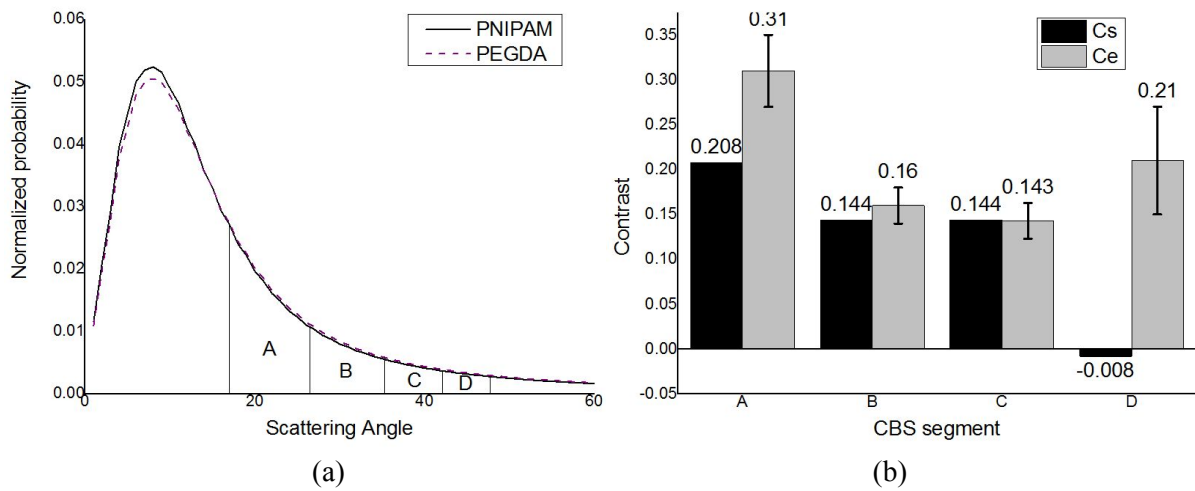 0.06
0.05
0.04
0.03
0.02
0.01
0.00
Normalized probability
PNIPAM
PEGDA
A
B
C
D
0
20
40
60
Scattering Angle
(a)
0.35
0.30
0.25
0.20
0.15
0.10
0.05
0.00
-0.05
Contrast
Cs
Ce
0.208
0.31
0.144
0.16
0.144
0.143
-0.008
0.21
A
B
C
D
CBS segment
(b)